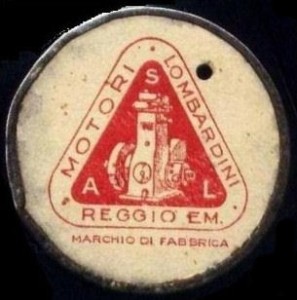 MOTORI LOMBARDINI
S
A L
REGGIO EM.
MARCHIO DI FABBRICA